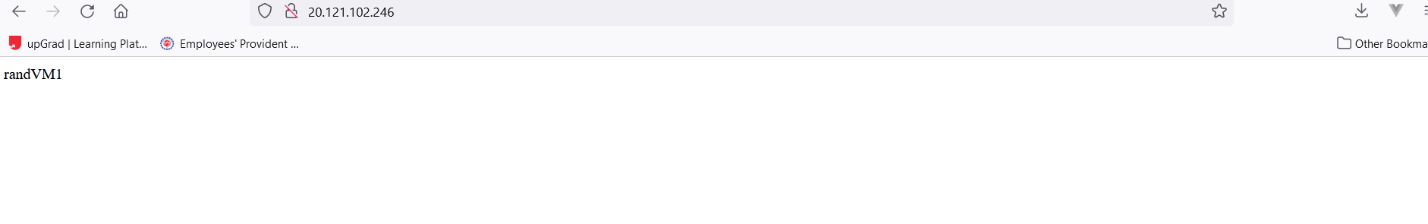 20.121.102.246
upGrad | Learning Plat... Employees' Provident ... Other Bookma
randVM1